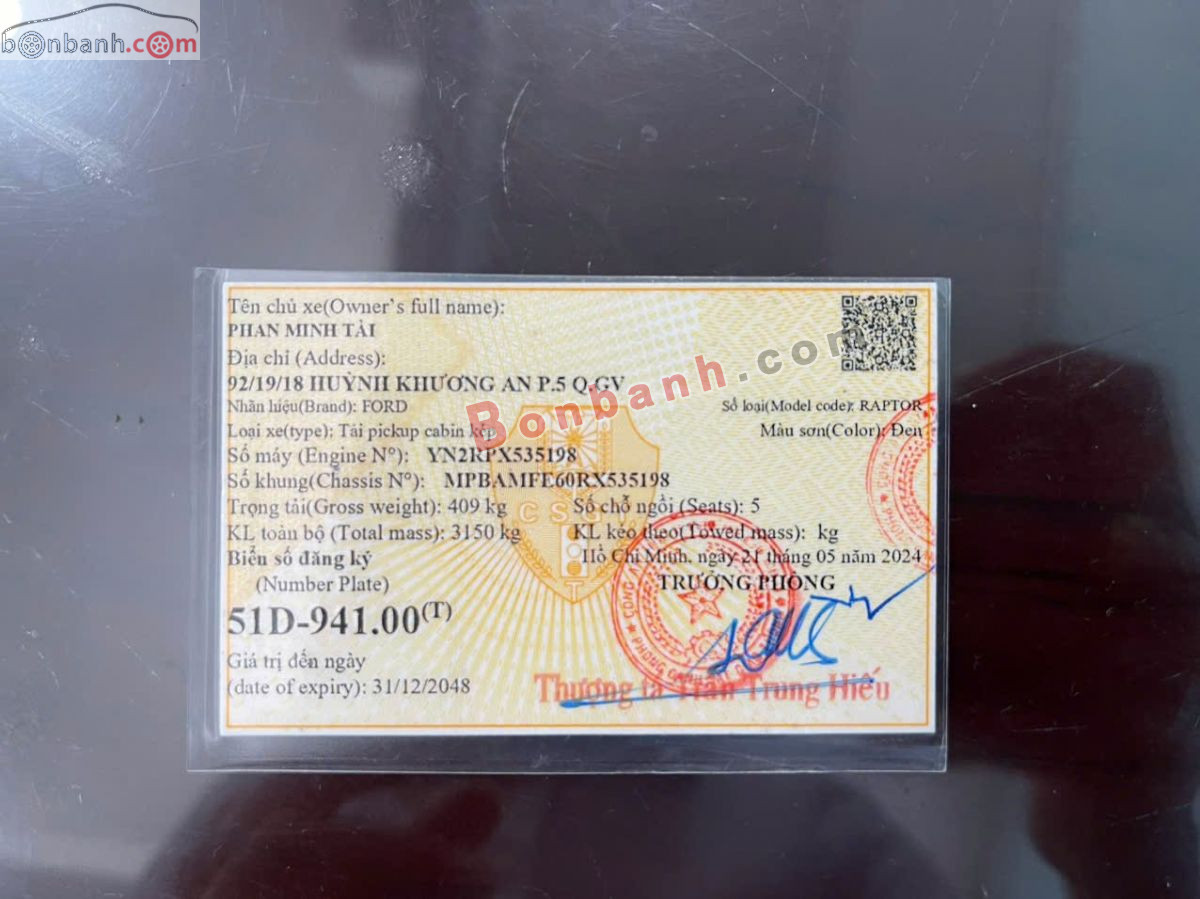 bonbanh.com
Tên chủ xe(Owner's full name):
PHAN MINH TÀI
Địa chỉ (Address):
92/19/18 HUỲNH KHƯƠNG AN P.5 Q.GV
Nhãn hiệu(Brand): FORD Số loại(Model code): RAPTOR
Loại xe(type): Tải pickup cabin kép Màu sơn(Color): Đen
Số máy (Engine N°): YN2RPX535198
Số khung(Chassis N°): MPBAMFE60RX535198
Trọng tải(Gross weight): 409 kg Số chỗ ngồi (Seats): 5
KL toàn bộ (Total mass): 3150 kg KL kéo theo(Towed mass): kg
Biển số đăng ký Hồ Chí Minh, ngày 21 tháng 05 năm 2024
(Number Plate) TRƯỞNG PHÒNG
51D-941.00(T)
Giá trị đến ngày
(date of expiry): 31/12/2048
Thượng tá Trần Trung Hiếu
Bonbanh.com